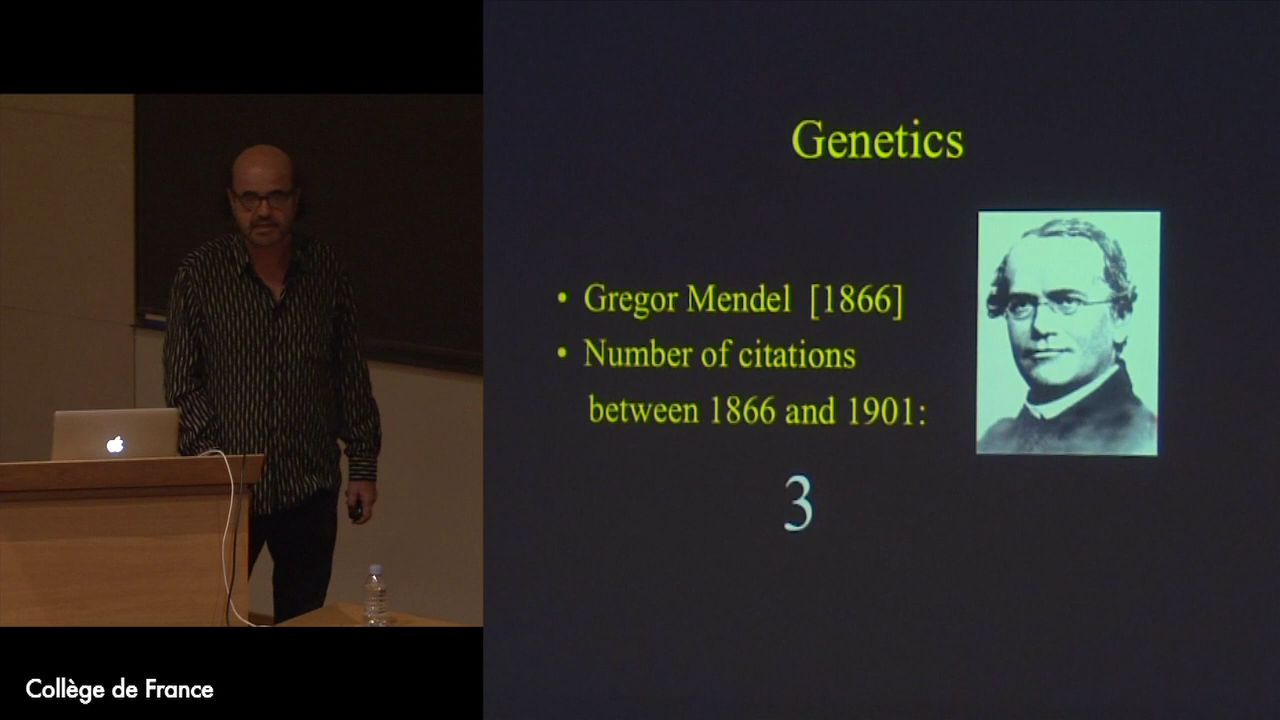 Genetics
• Gregor Mendel [1866]
• Number of citations
between 1866 and 1901:
3
Collège de France